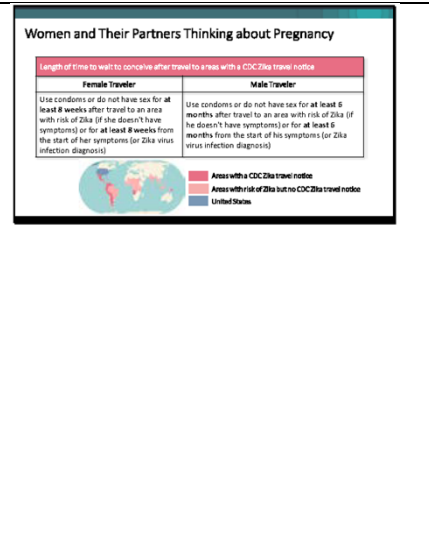 Women and Their Partners Thinking about Pregnancy
Length of time to wait to conceive after travel to areas with a CDC Zika travel notice
Female Traveler
Use condoms or do not have sex for at
least 8 weeks after travel to an area
with risk of Zika (if she doesn't have
symptoms) or for at least 8 weeks from
the start of her symptoms (or Zika virus
infection diagnosis)
Male Traveler
Use condoms or do not have sex for at least 6
months after travel to an area with risk of Zika (if
he doesn't have symptoms) or for at least 6
months from the start of his symptoms (or Zika
virus infection diagnosis)
Areas with a CDC Zika travel notice
Areas with risk of Zika but no CDC Zika travel notice
United States